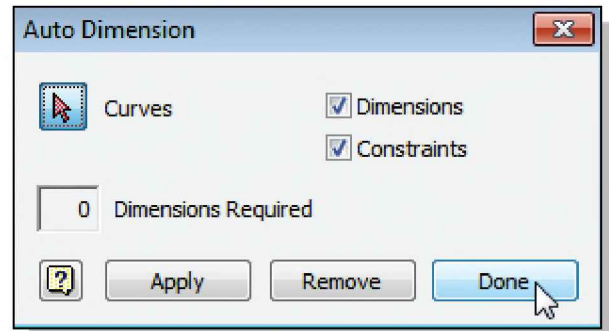 Auto Dimension
Curves
Dimensions
Constraints
0 Dimensions Required
? Apply Remove Done